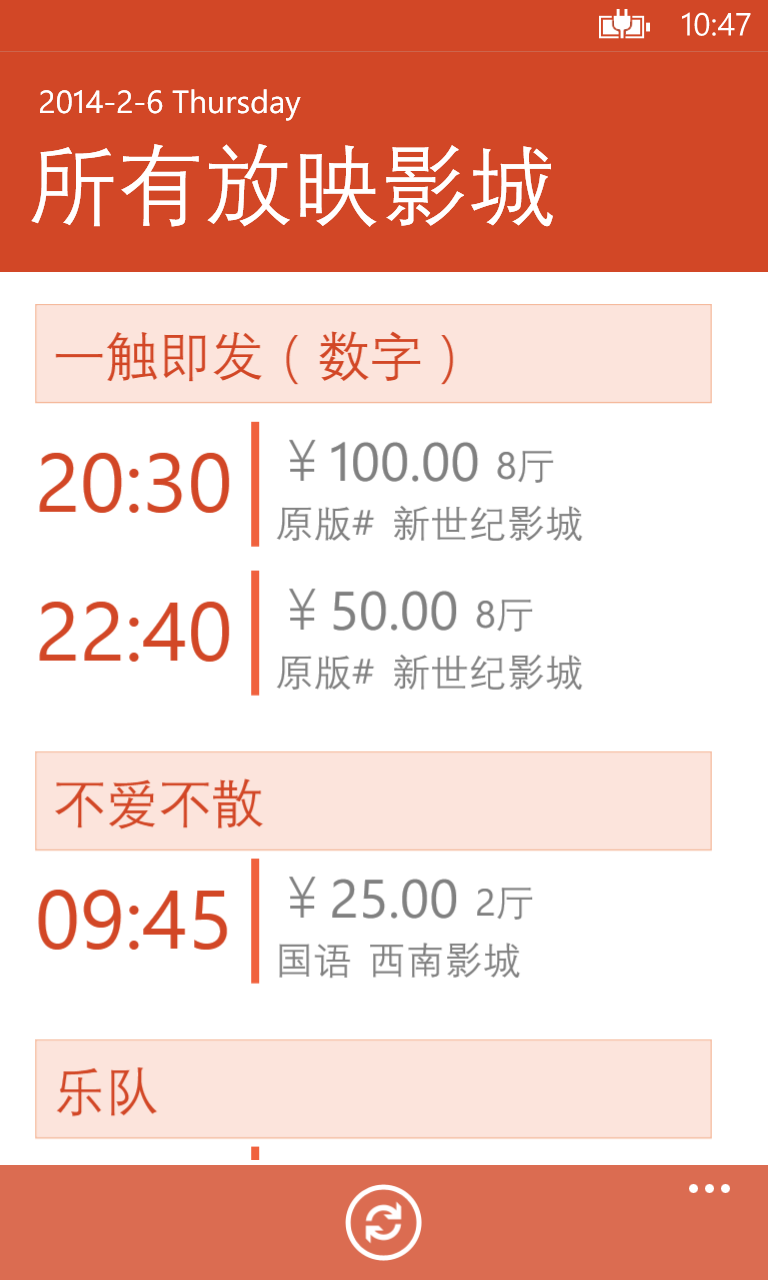 10:47
2014-2-6 Thursday
所有放映影城
一触即发（数字）
20:30
￥100.00 8厅
原版# 新世纪影城
22:40
￥50.00 8厅
原版# 新世纪影城
不爱不散
09:45
￥25.00 2厅
国语 西南影城
乐队